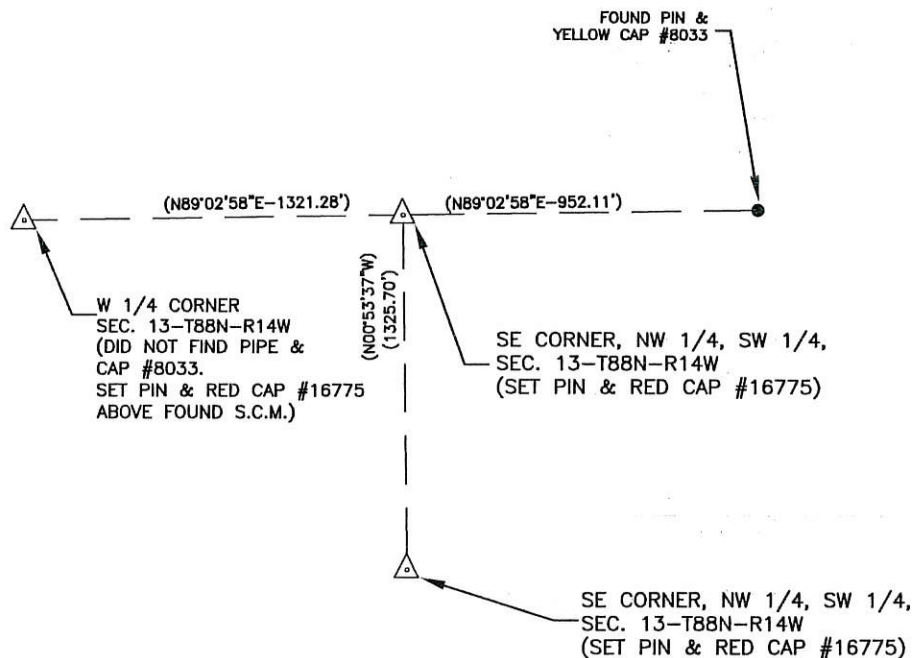 FOUND PIN &
YELLOW CAP #8033
(N89°02'58"E-1321.28')
(N89°02'58"E-952.11')
(N00°53'37"W)
(1325.70')
W 1/4 CORNER
SEC. 13-T88N-R14W
(DID NOT FIND PIPE &
CAP #8033.
SET PIN & RED CAP #16775
ABOVE FOUND S.C.M.)
SE CORNER, NW 1/4, SW 1/4,
SEC. 13-T88N-R14W
(SET PIN & RED CAP #16775)
SE CORNER, NW 1/4, SW 1/4,
SEC. 13-T88N-R14W
(SET PIN & RED CAP #16775)